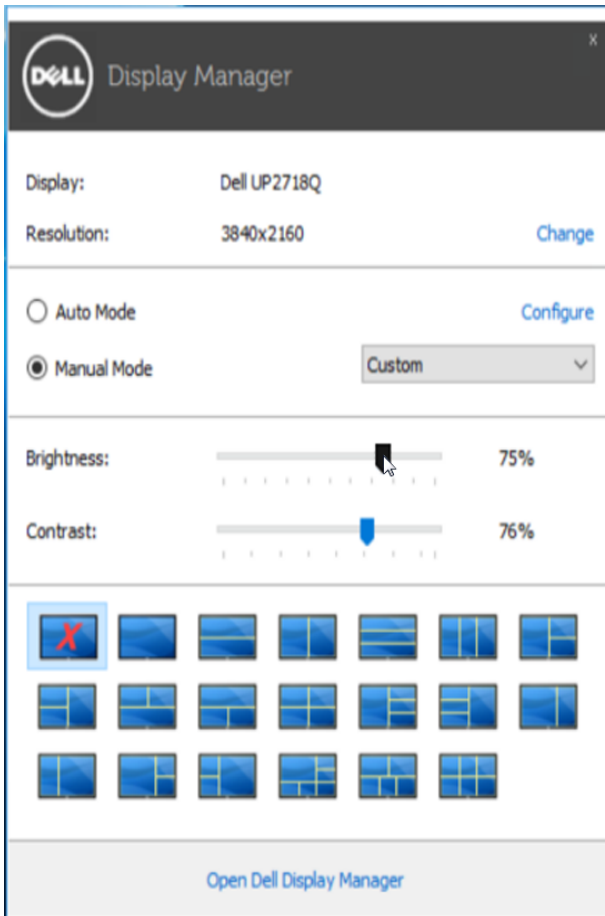 x
DELL Display Manager
Display: Dell UP2718Q
Resolution: 3840x2160 Change
Auto Mode Configure
Manual Mode Custom
Brightness: 75%
Contrast: 76%
Open Dell Display Manager